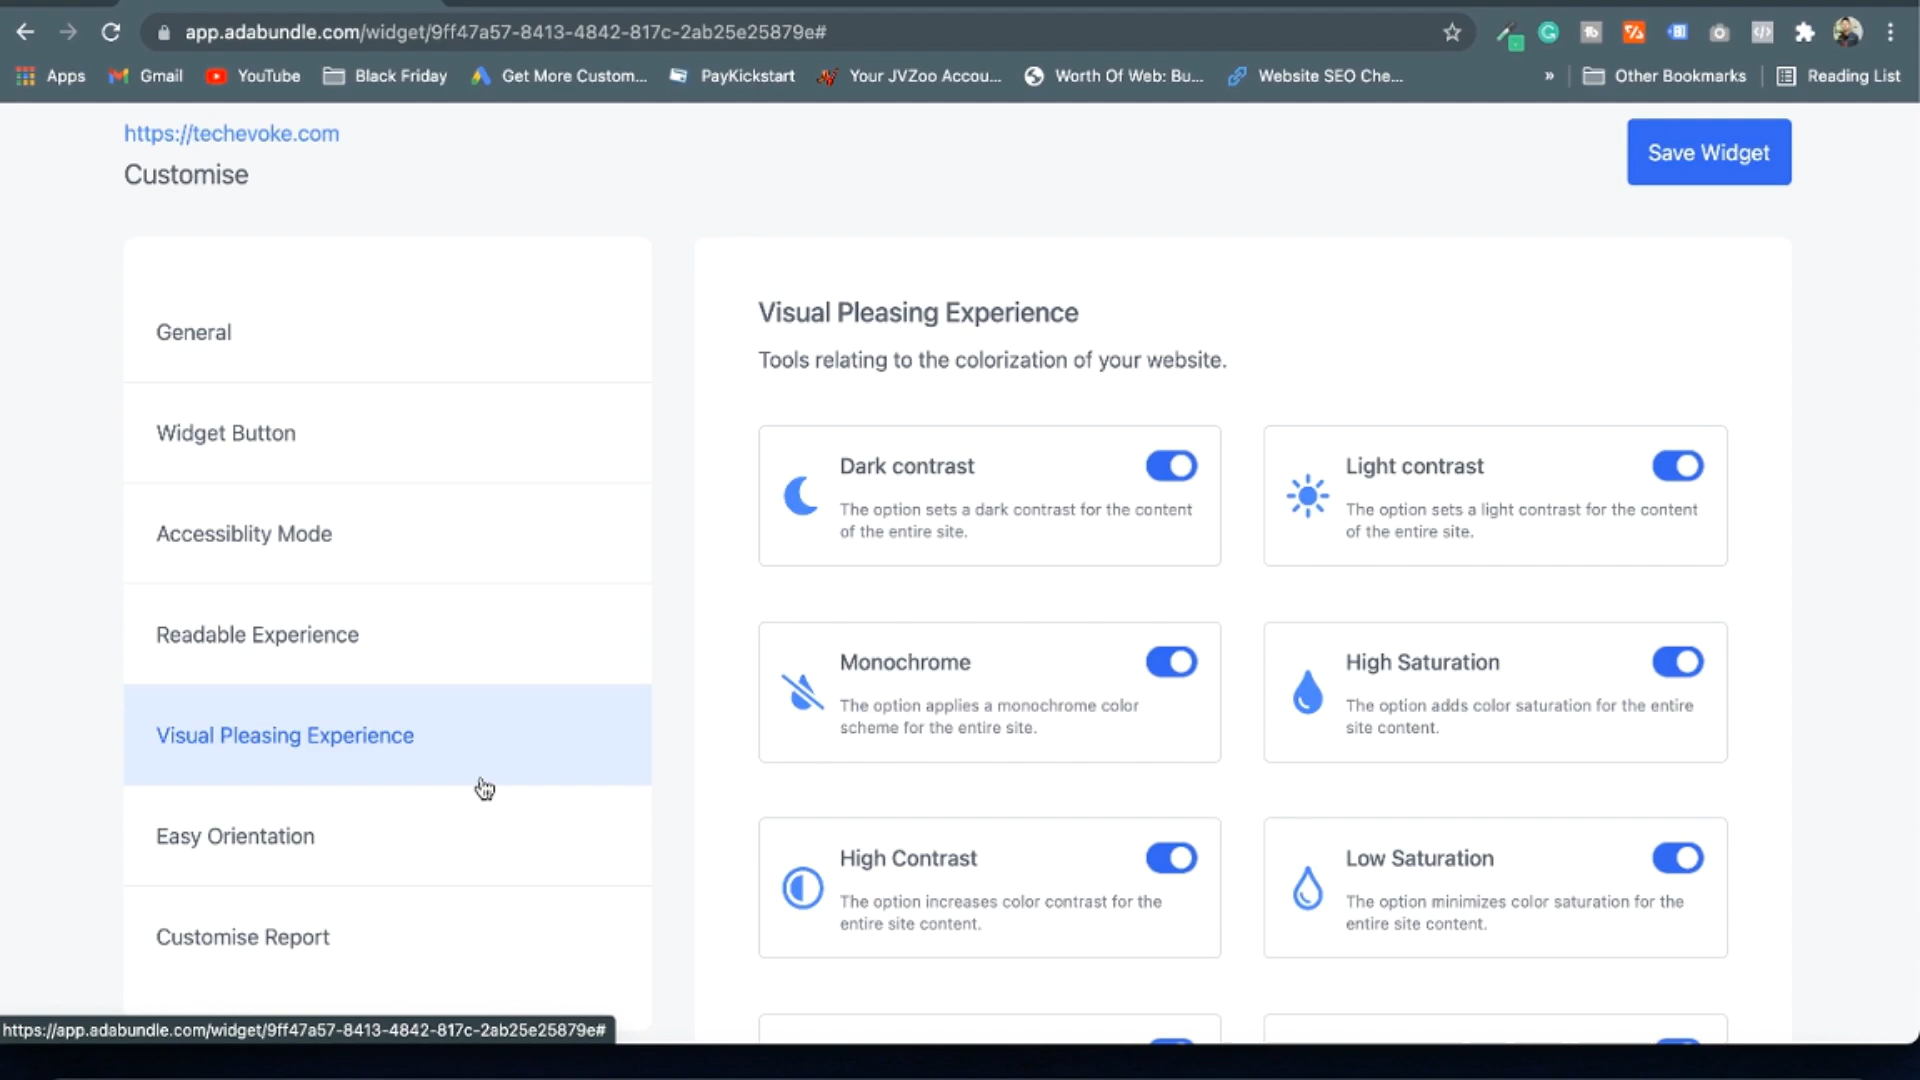 app.adabundle.com/widget/9ff47a57-8413-4842-817c-2ab25e25879e#
Apps Gmail YouTube Black Friday Get More Custom... PayKickstart Your JVZoo Accou... Worth Of Web: Bu... Website SEO Che... » Other Bookmarks Reading List
https://techevoke.com
Customise
Save Widget
General
Widget Button
Accessiblity Mode
Readable Experience
Visual Pleasing Experience
Easy Orientation
Customise Report
Visual Pleasing Experience
Tools relating to the colorization of your website.
Dark contrast
The option sets a dark contrast for the content
of the entire site.
Light contrast
The option sets a light contrast for the content
of the entire site.
Monochrome
The option applies a monochrome color
scheme for the entire site.
High Saturation
The option adds color saturation for the entire
site content.
High Contrast
The option increases color contrast for the
entire site content.
Low Saturation
The option minimizes color saturation for the
entire site content.
https://app.adabundle.com/widget/9ff47a57-8413-4842-817c-2ab25e25879e#